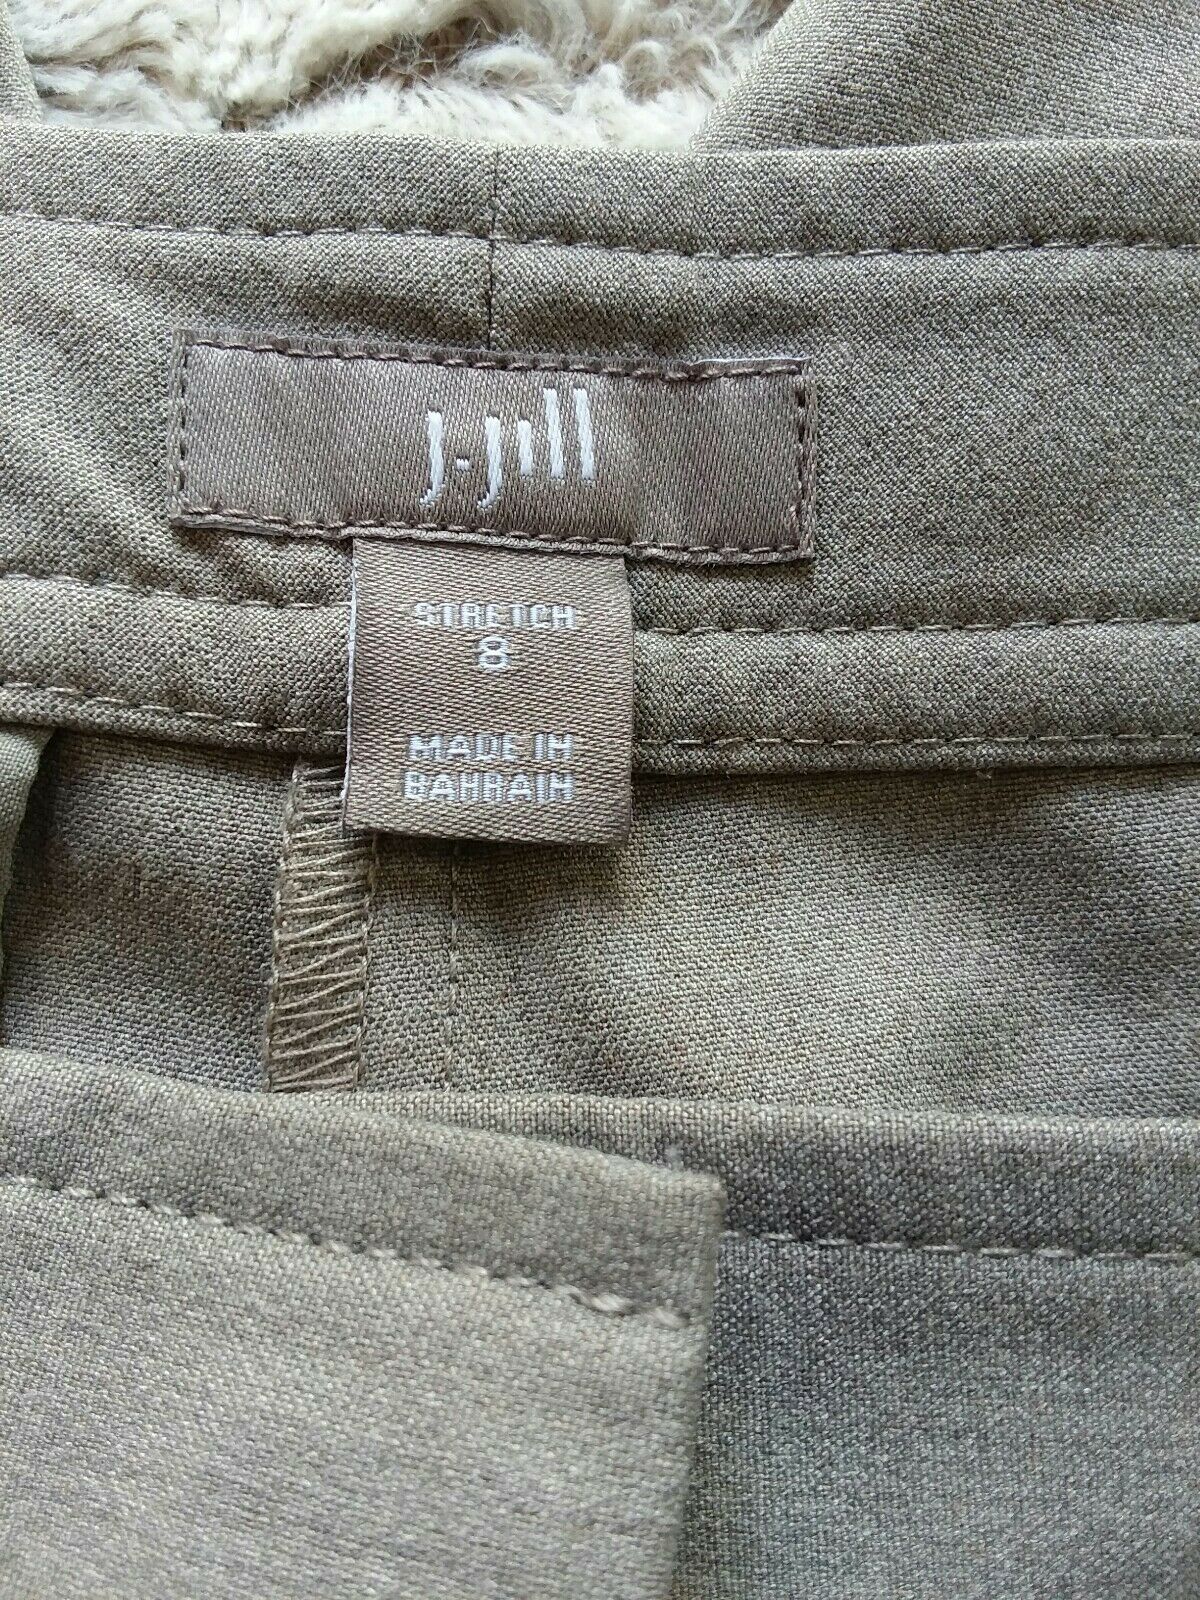 J.Jill
STRETCH
8
MADE IN
BAHRAIN